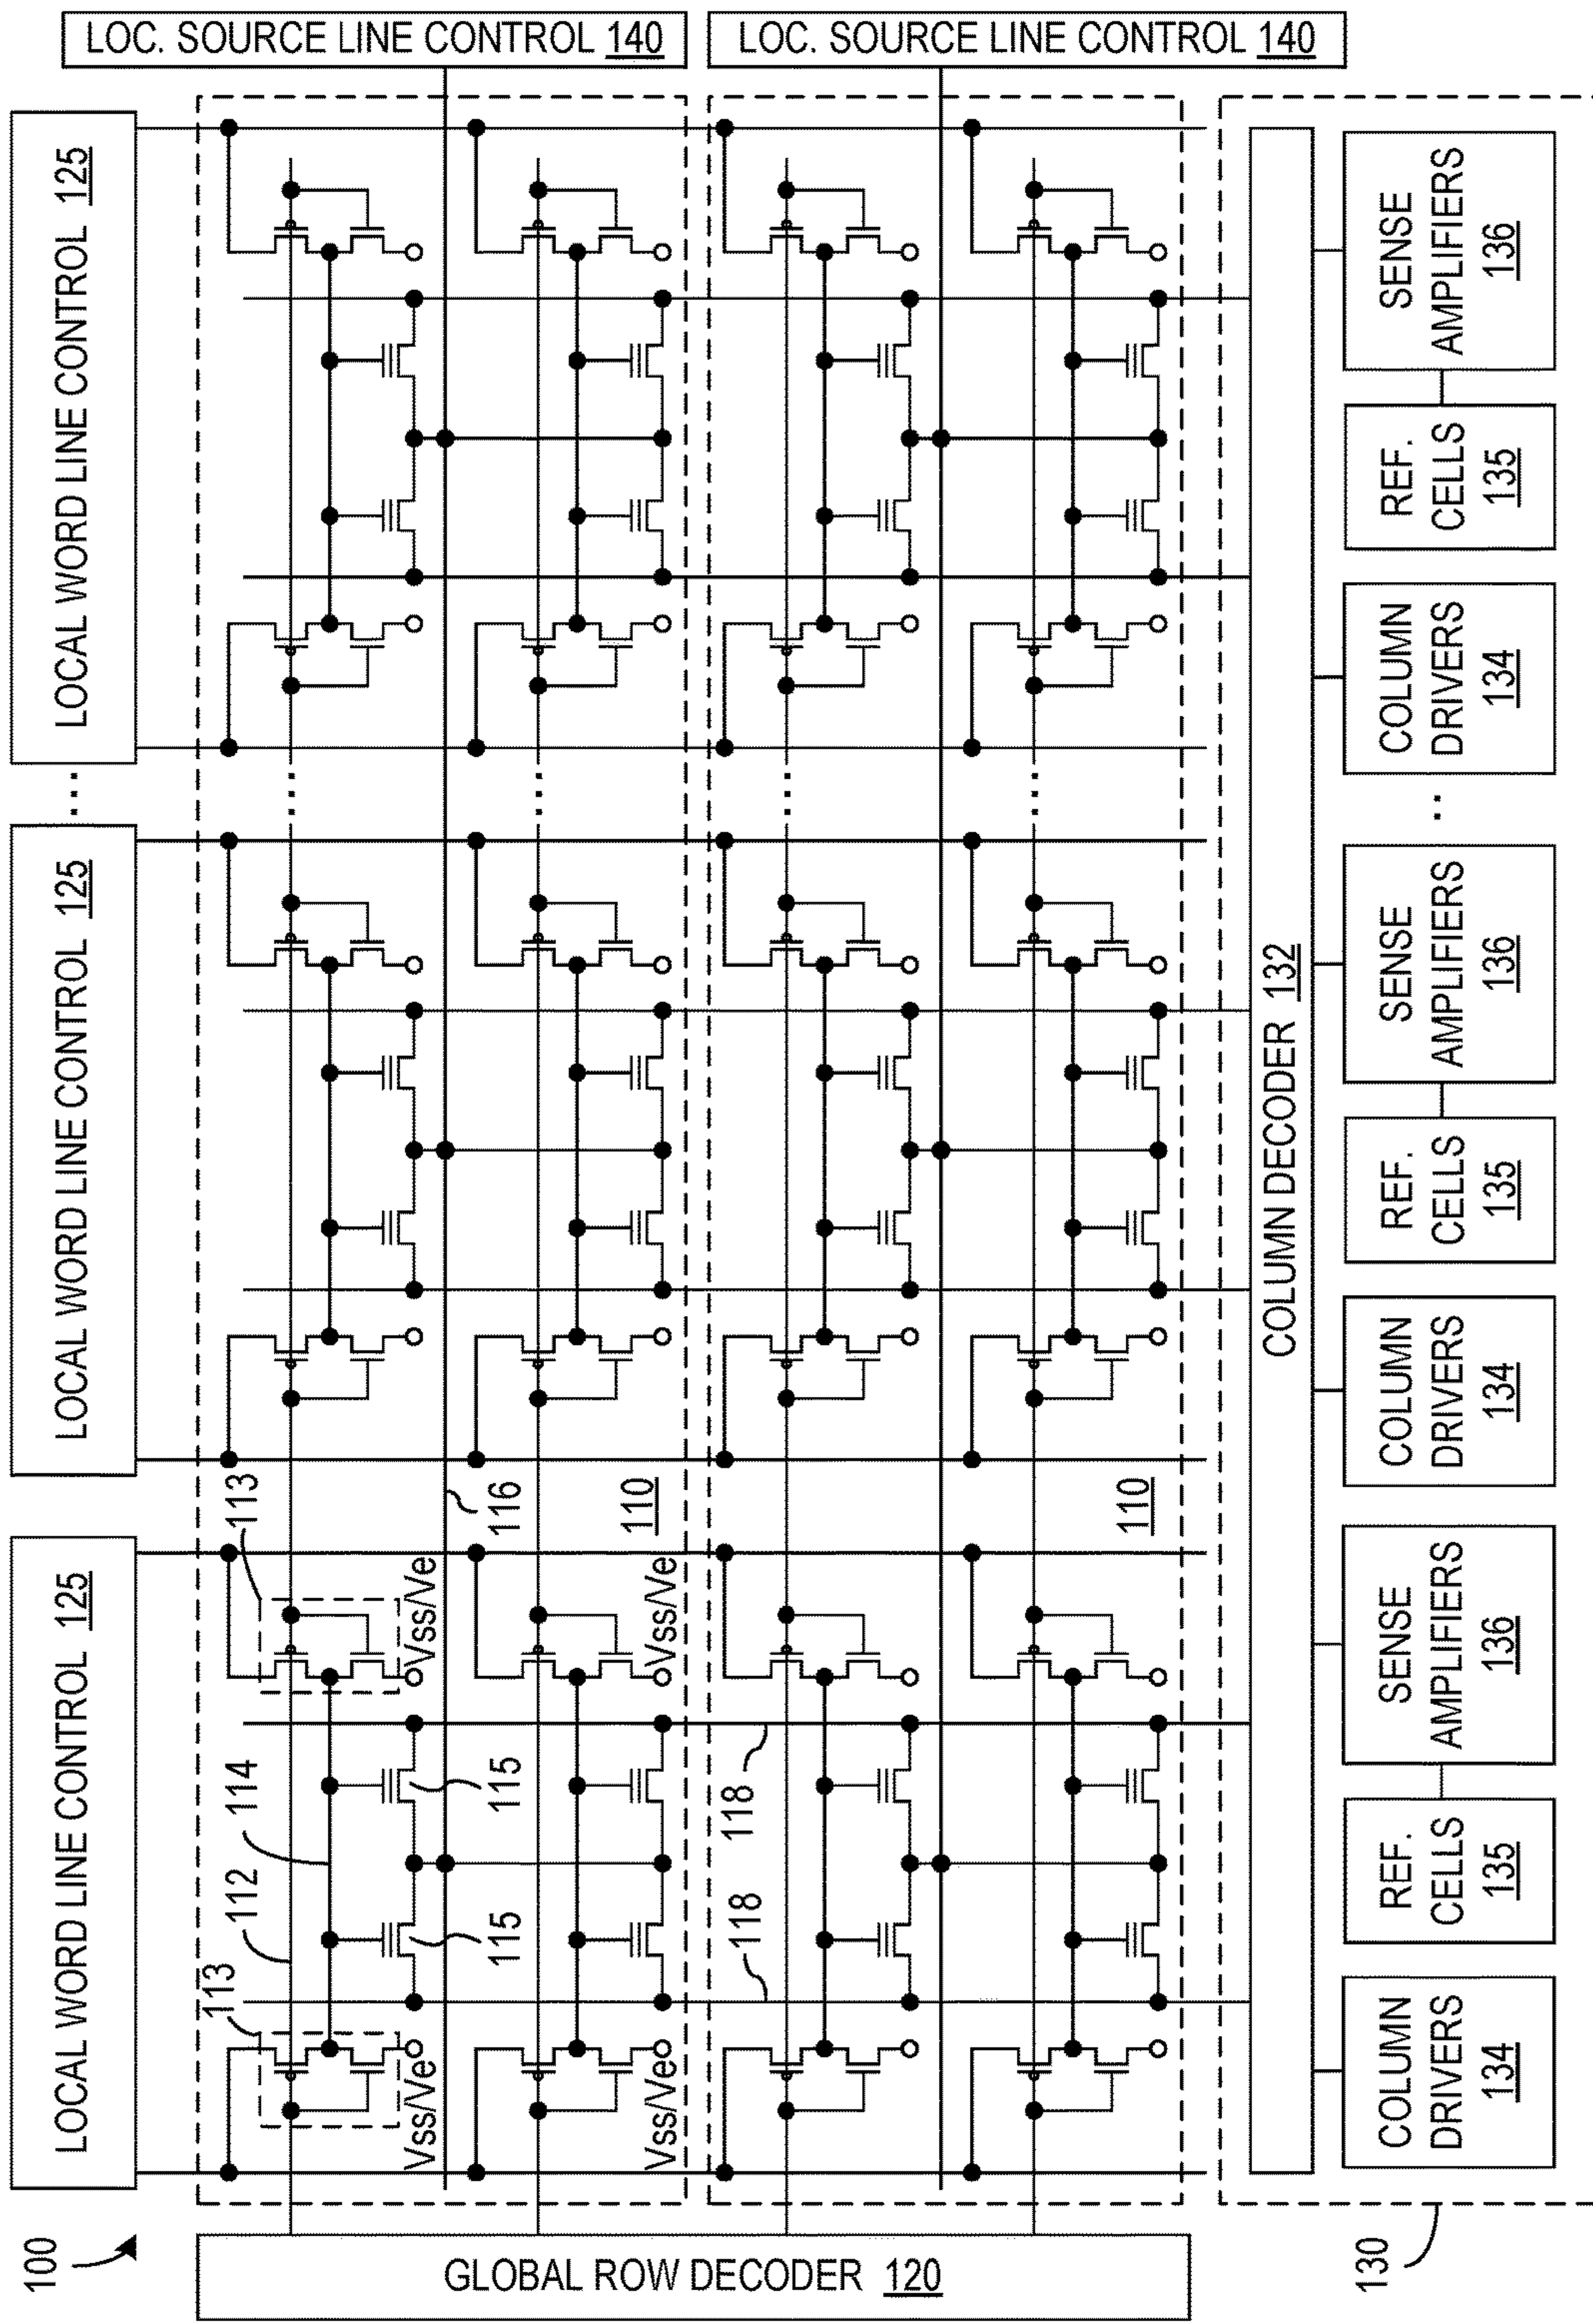 100
LOCAL WORD LINE CONTROL 125
LOCAL WORD LINE CONTROL 125
...
LOCAL WORD LINE CONTROL 125
LOC. SOURCE LINE CONTROL 140
LOC. SOURCE LINE CONTROL 140
GLOBAL ROW DECODER 120
113
112
114
113
Vss/Ve
Vss/Ve
115
115
116
Vss/Ve
Vss/Ve
110
...
...
118
118
110
...
...
COLUMN DECODER 132
130
COLUMN
DRIVERS
134
REF.
CELLS
135
SENSE
AMPLIFIERS
136
COLUMN
DRIVERS
134
REF.
CELLS
135
SENSE
AMPLIFIERS
136
..
COLUMN
DRIVERS
134
REF.
CELLS
135
SENSE
AMPLIFIERS
136